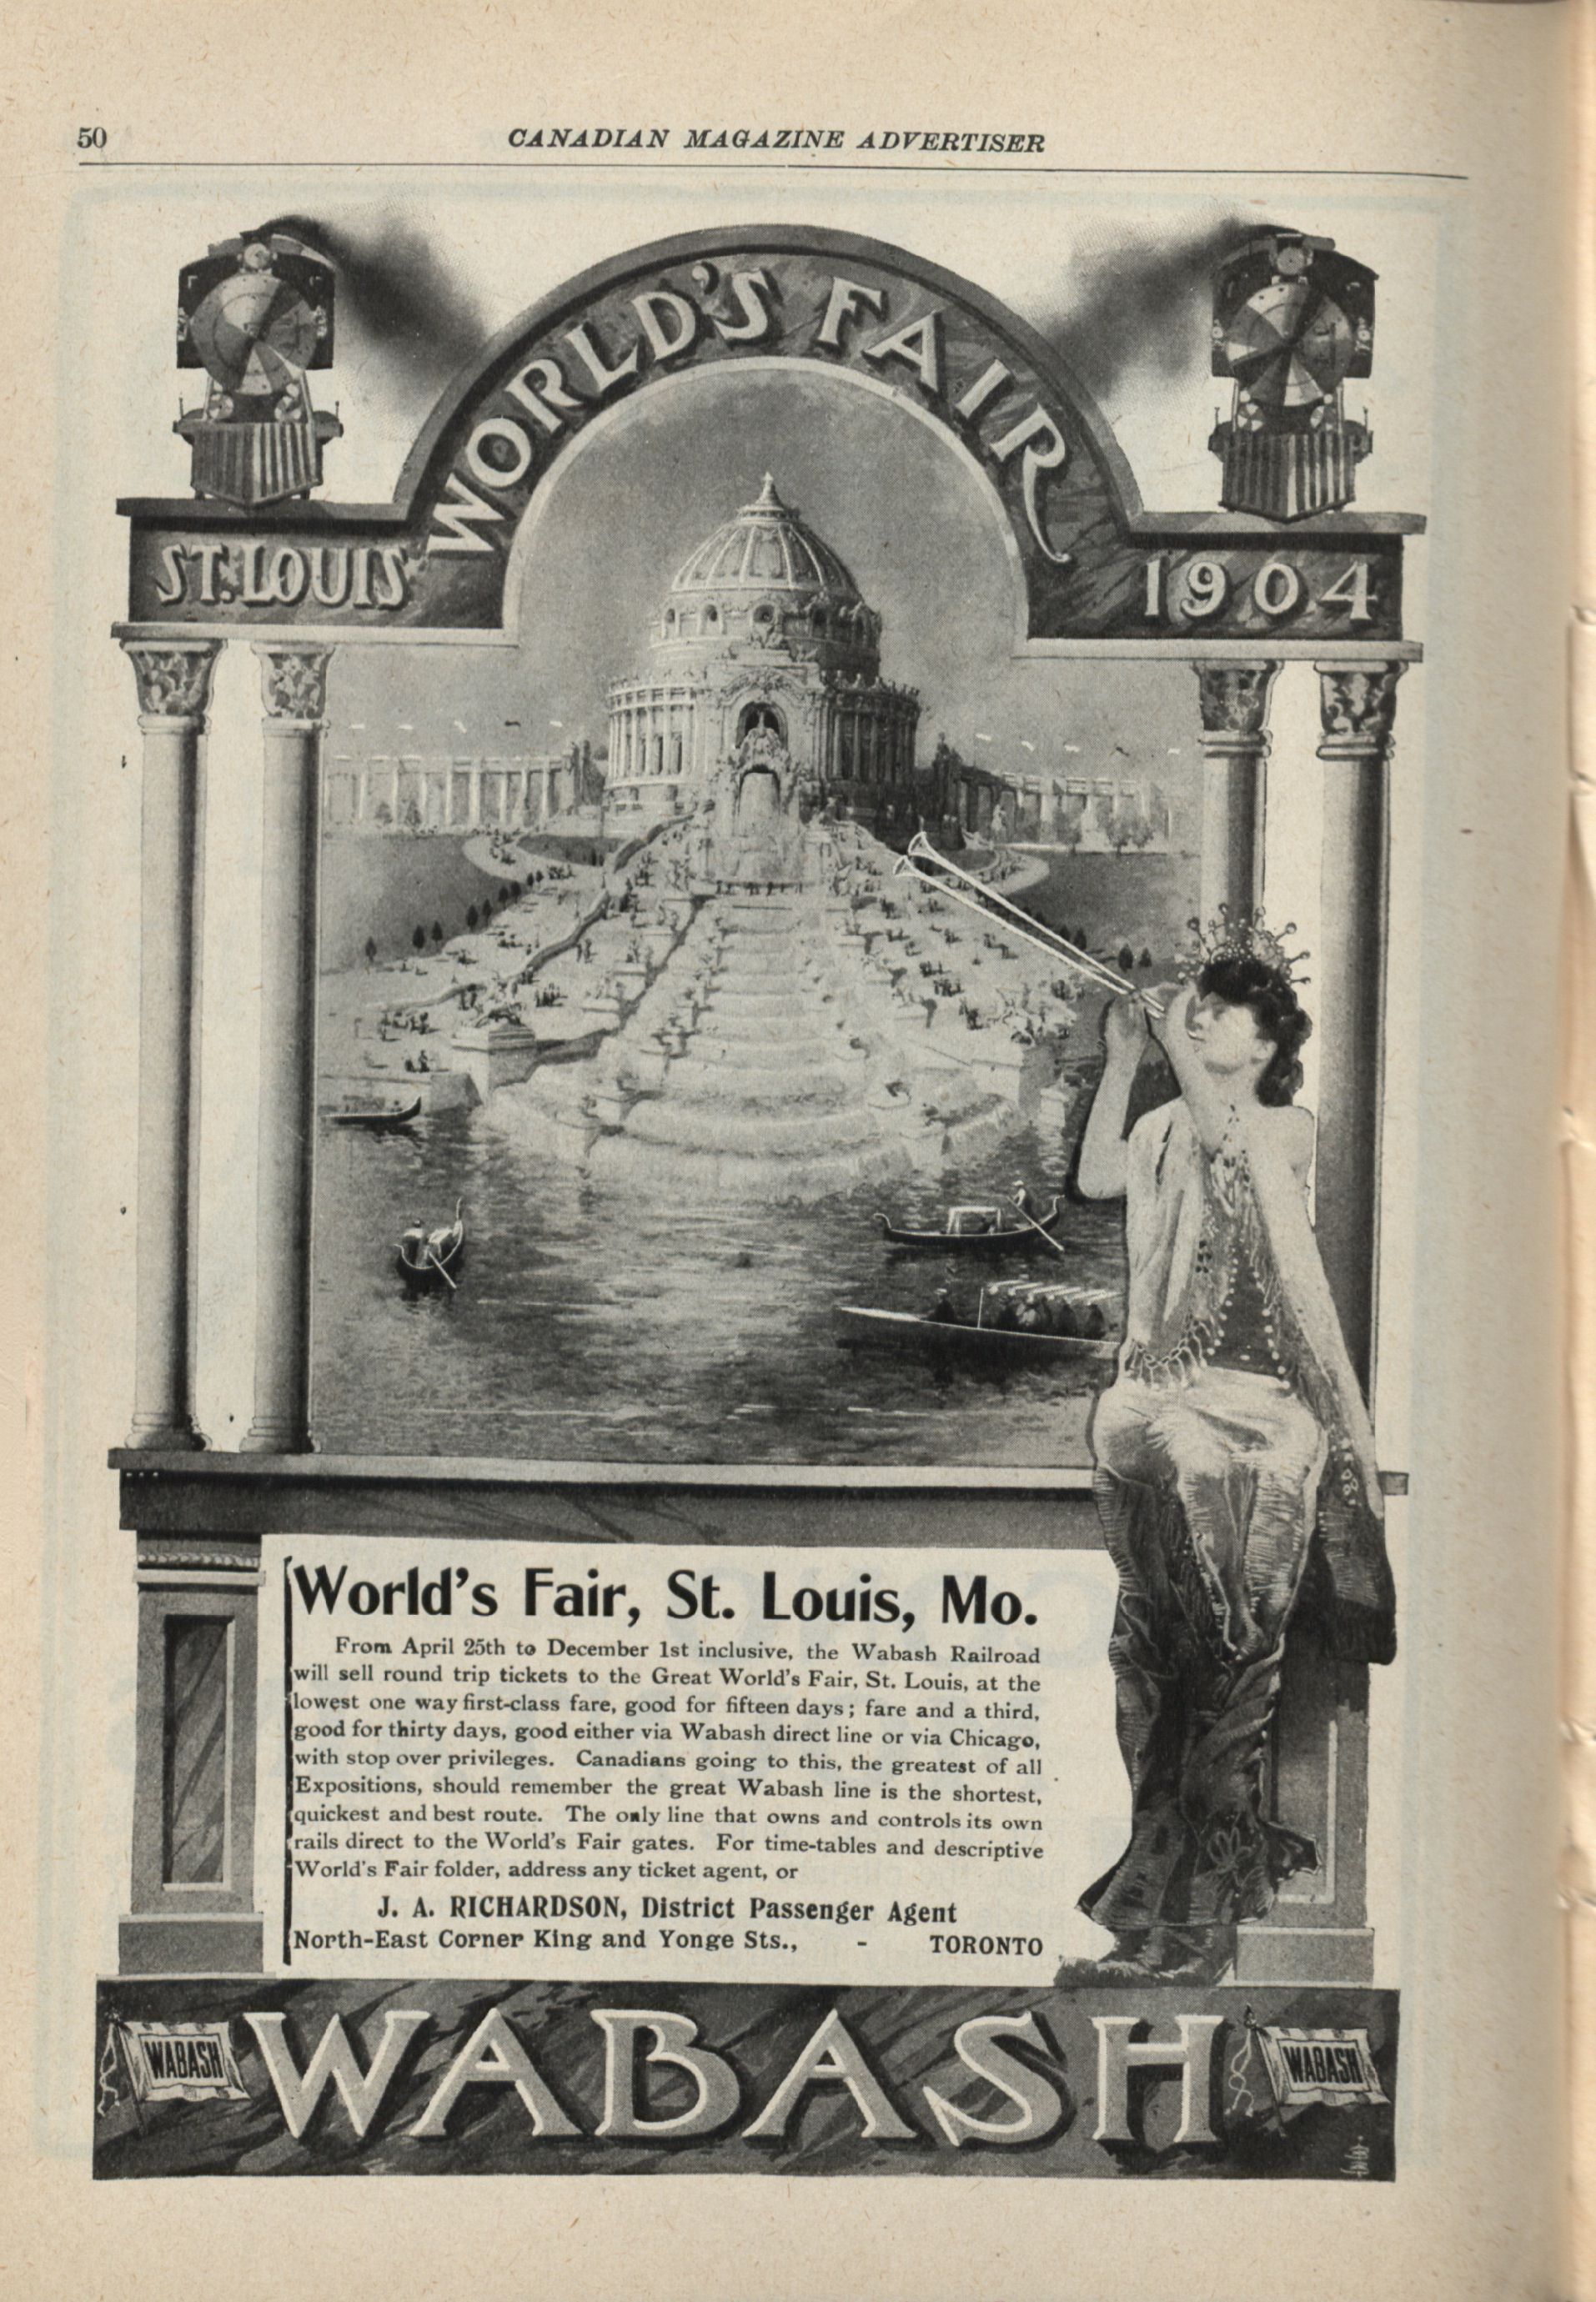 50
CANADIAN MAGAZINE ADVERTISER
WORLD'S FAIR
ST. LOUIS
1904
World's Fair, St. Louis, Mo.
From April 25th to December 1st inclusive, the Wabash Railroad
will sell round trip tickets to the Great World's Fair, St. Louis, at the
lowest one way first-class fare, good for fifteen days; fare and a third,
good for thirty days, good either via Wabash direct line or via Chicago,
with stop over privileges. Canadians going to this, the greatest of all
Expositions, should remember the great Wabash line is the shortest,
quickest and best route. The only line that owns and controls its own
rails direct to the World's Fair gates. For time-tables and descriptive
World's Fair folder, address any ticket agent, or
J. A. RICHARDSON, District Passenger Agent
North-East Corner King and Yonge Sts., - TORONTO
WABASH
WABASH
WABASH